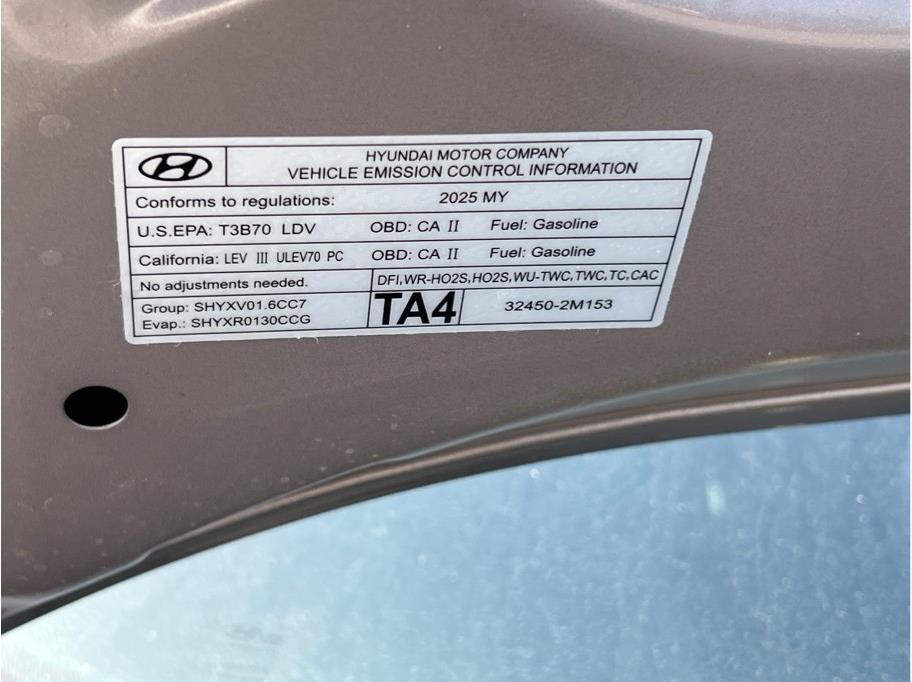 HYUNDAI MOTOR COMPANY
VEHICLE EMISSION CONTROL INFORMATION
Conforms to regulations: 2025 MY
U.S.EPA: T3B70 LDV OBD: CA II Fuel: Gasoline
California: LEV III ULEV70 PC OBD: CA II Fuel: Gasoline
No adjustments needed. DFI,WR-HO2S,HO2S,WU-TWC,TWC,TC,CAC
Group: SHYXV01.6CC7
Evap.: SHYXR0130CCG
TA4
32450-2M153